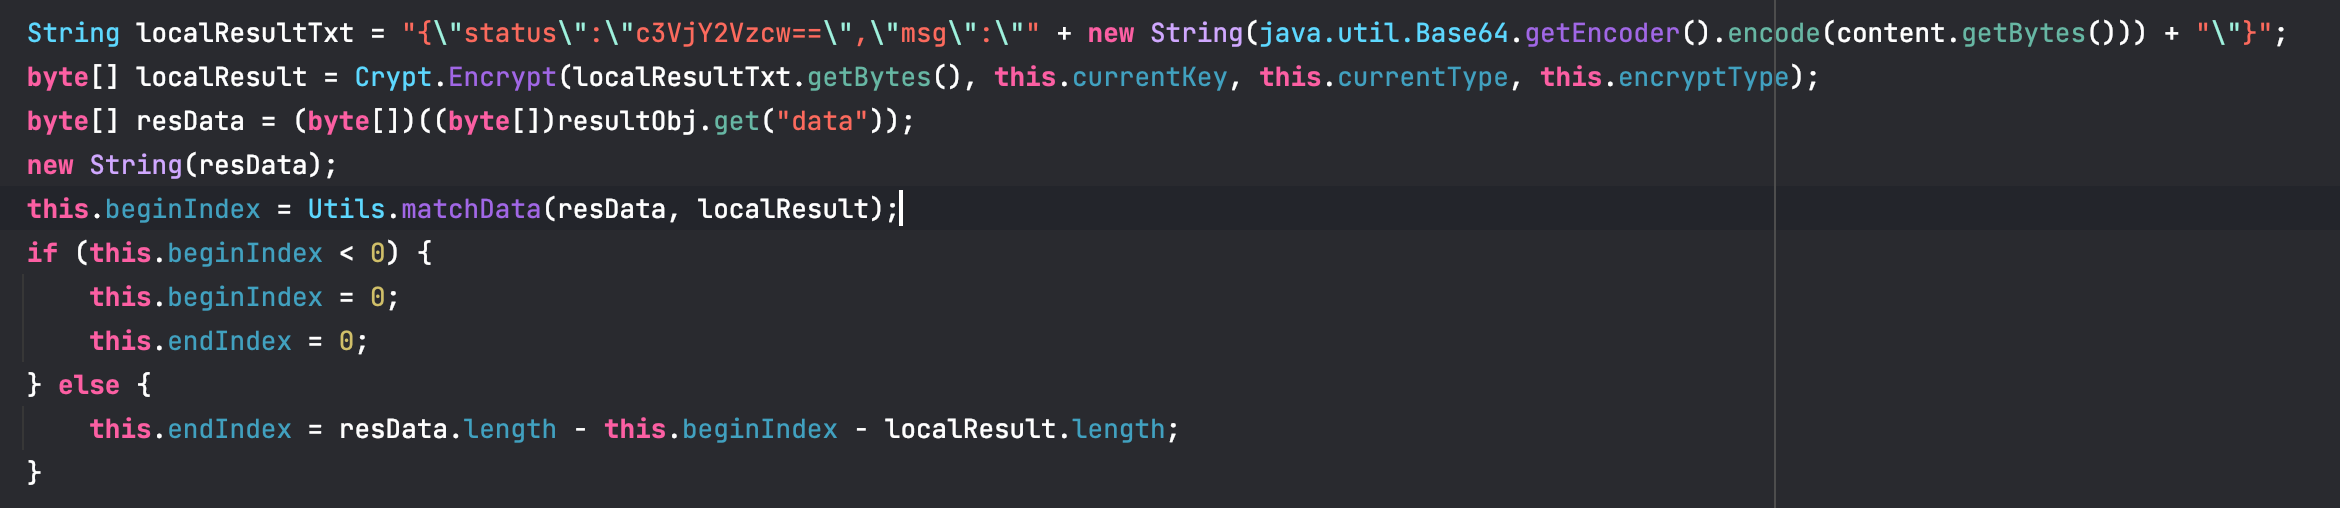 String localResultTxt = "{\"status\":\"c3VjY2Vzcw==\",\"msg\":\"" + new String(java.util.Base64.getEncoder().encode(content.getBytes())) + "\"}";
byte[] localResult = Crypt.Encrypt(localResultTxt.getBytes(), this.currentKey, this.currentType, this.encryptType);
byte[] resData = (byte[])((byte[])resultObj.get("data"));
new String(resData);
this.beginIndex = Utils.matchData(resData, localResult);
if (this.beginIndex < 0) {
    this.beginIndex = 0;
    this.endIndex = 0;
} else {
    this.endIndex = resData.length - this.beginIndex - localResult.length;
}